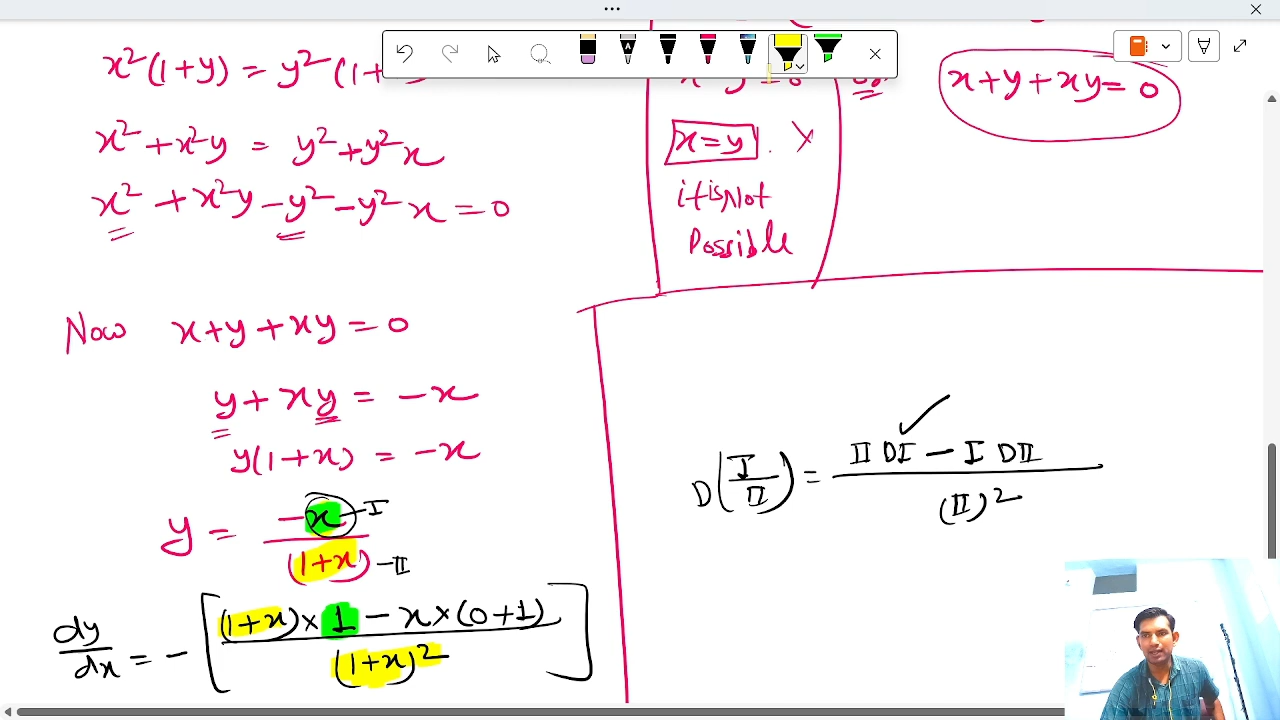 x²(1+y) = y²(1+
x² + x²y = y² + y²x
x² + x²y - y² - y²x = 0
x = y . ×
it is Not
Possible
x + y + xy = 0
Now x + y + xy = 0
y + xy = -x
y(1+x) = -x
y = -x/(1+x)
I
II
dy/dx = - [ ((1+x) × 1 - x × (0+1)) / (1+x)² ]
D(I/II) = (II DI - I DII) / (II)²